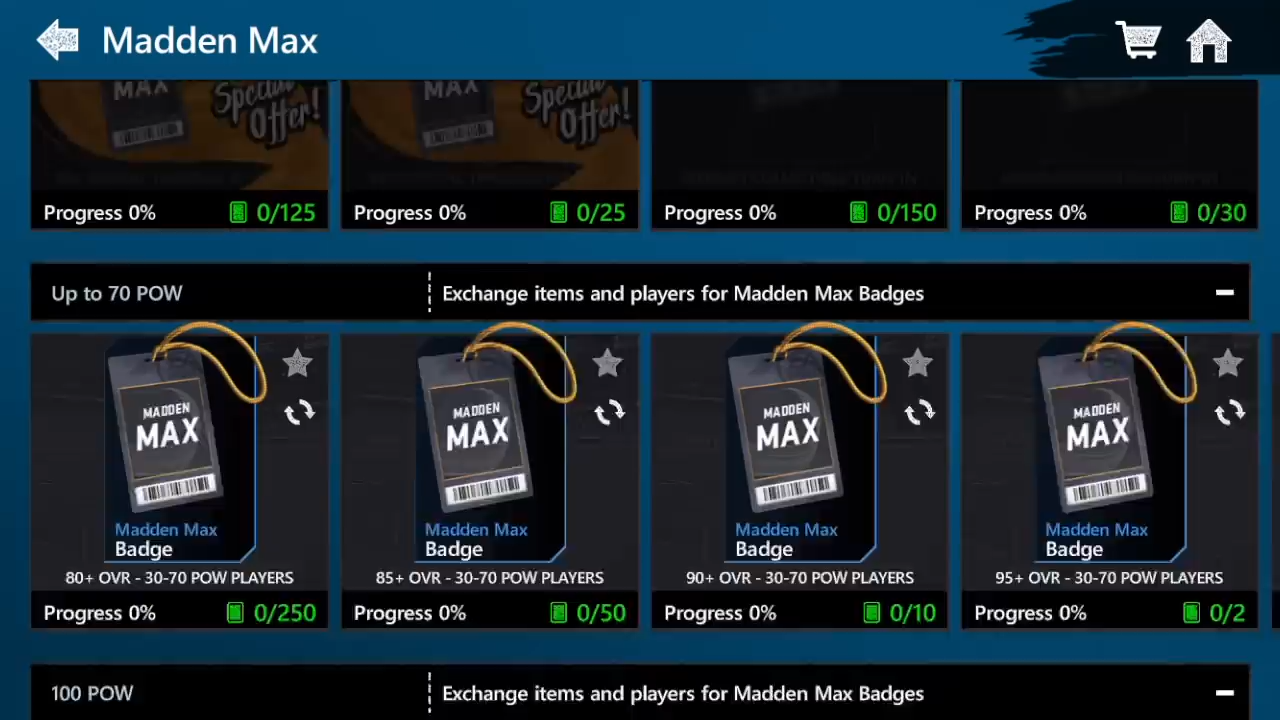 Madden Max
MAX
Special
Offer!
MAX
Special
Offer!
Progress 0%
0/125
Progress 0%
0/25
Progress 0%
0/150
Progress 0%
0/30
Up to 70 POW
Exchange items and players for Madden Max Badges
MADDEN
MAX
Madden Max
Badge
80+ OVR - 30-70 POW PLAYERS
Progress 0%
0/250
MADDEN
MAX
Madden Max
Badge
85+ OVR - 30-70 POW PLAYERS
Progress 0%
0/50
MADDEN
MAX
Madden Max
Badge
90+ OVR - 30-70 POW PLAYERS
Progress 0%
0/10
MADDEN
MAX
Madden Max
Badge
95+ OVR - 30-70 POW PLAYERS
Progress 0%
0/2
100 POW
Exchange items and players for Madden Max Badges